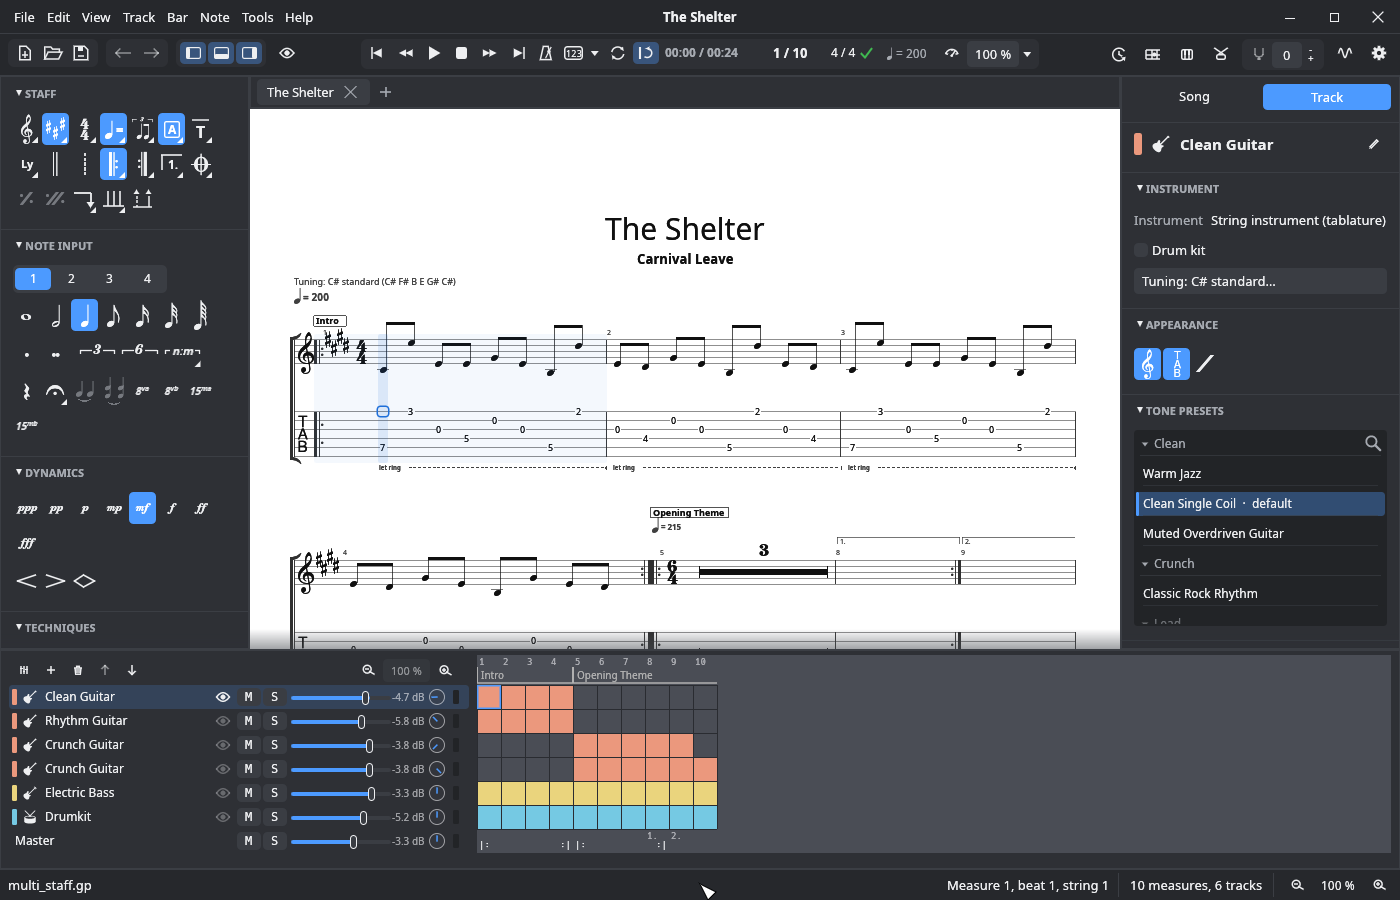 File Edit View Track Bar Note Tools Help
The Shelter
00:00 / 00:24
1 / 10
4 / 4
= 200
100 %
0
STAFF
The Shelter
Song
Track
Clean Guitar
NOTE INPUT
1 2 3 4
DYNAMICS
ppp pp p mp mf f ff
fff
TECHNIQUES
The Shelter
Carnival Leave
Tuning: C# standard (C# F# B E G# C#)
= 200
Intro
let ring
let ring
let ring
Opening Theme
= 215
INSTRUMENT
Instrument String instrument (tablature)
Drum kit
Tuning: C# standard...
APPEARANCE
TONE PRESETS
Clean
Warm Jazz
Clean Single Coil · default
Muted Overdriven Guitar
Crunch
Classic Rock Rhythm
100 %
1 2 3 4 5 6 7 8 9 10
Intro Opening Theme
Clean Guitar M S -4.7 dB
Rhythm Guitar M S -5.8 dB
Crunch Guitar M S -3.8 dB
Crunch Guitar M S -3.8 dB
Electric Bass M S -3.3 dB
Drumkit M S -5.2 dB
Master M S -3.3 dB
1. 2.
multi_staff.gp
Measure 1, beat 1, string 1
10 measures, 6 tracks
100 %